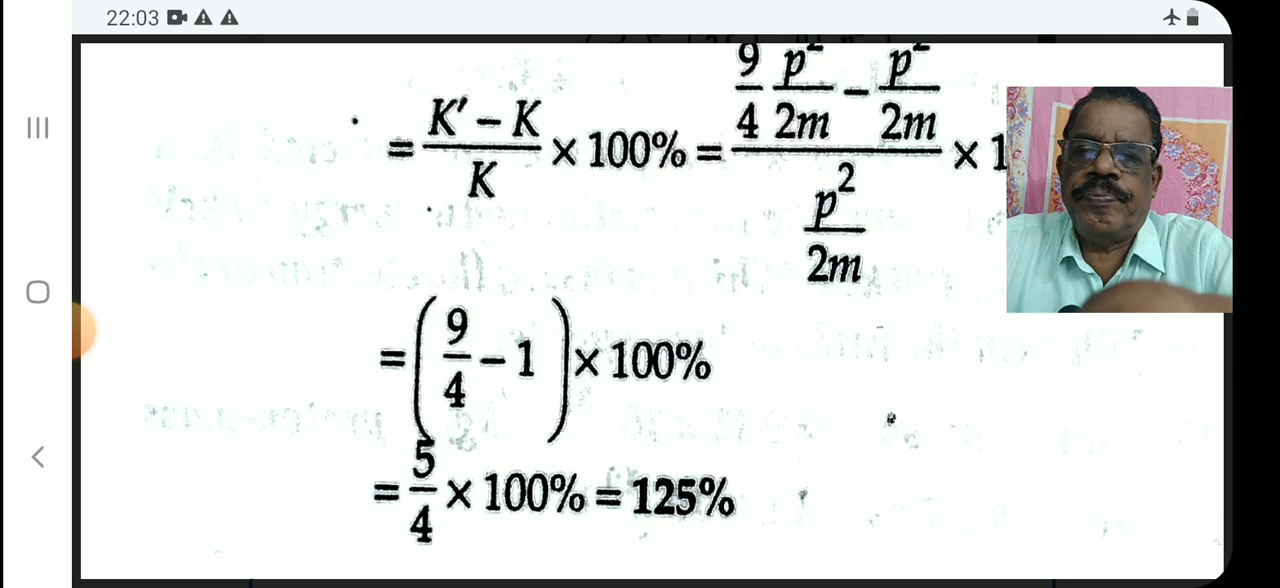 22:03
= K′ − K / K × 100% = 9/4 p²/2m − p²/2m / p²/2m × 1
= (9/4 − 1) × 100%
= 5/4 × 100% = 125%